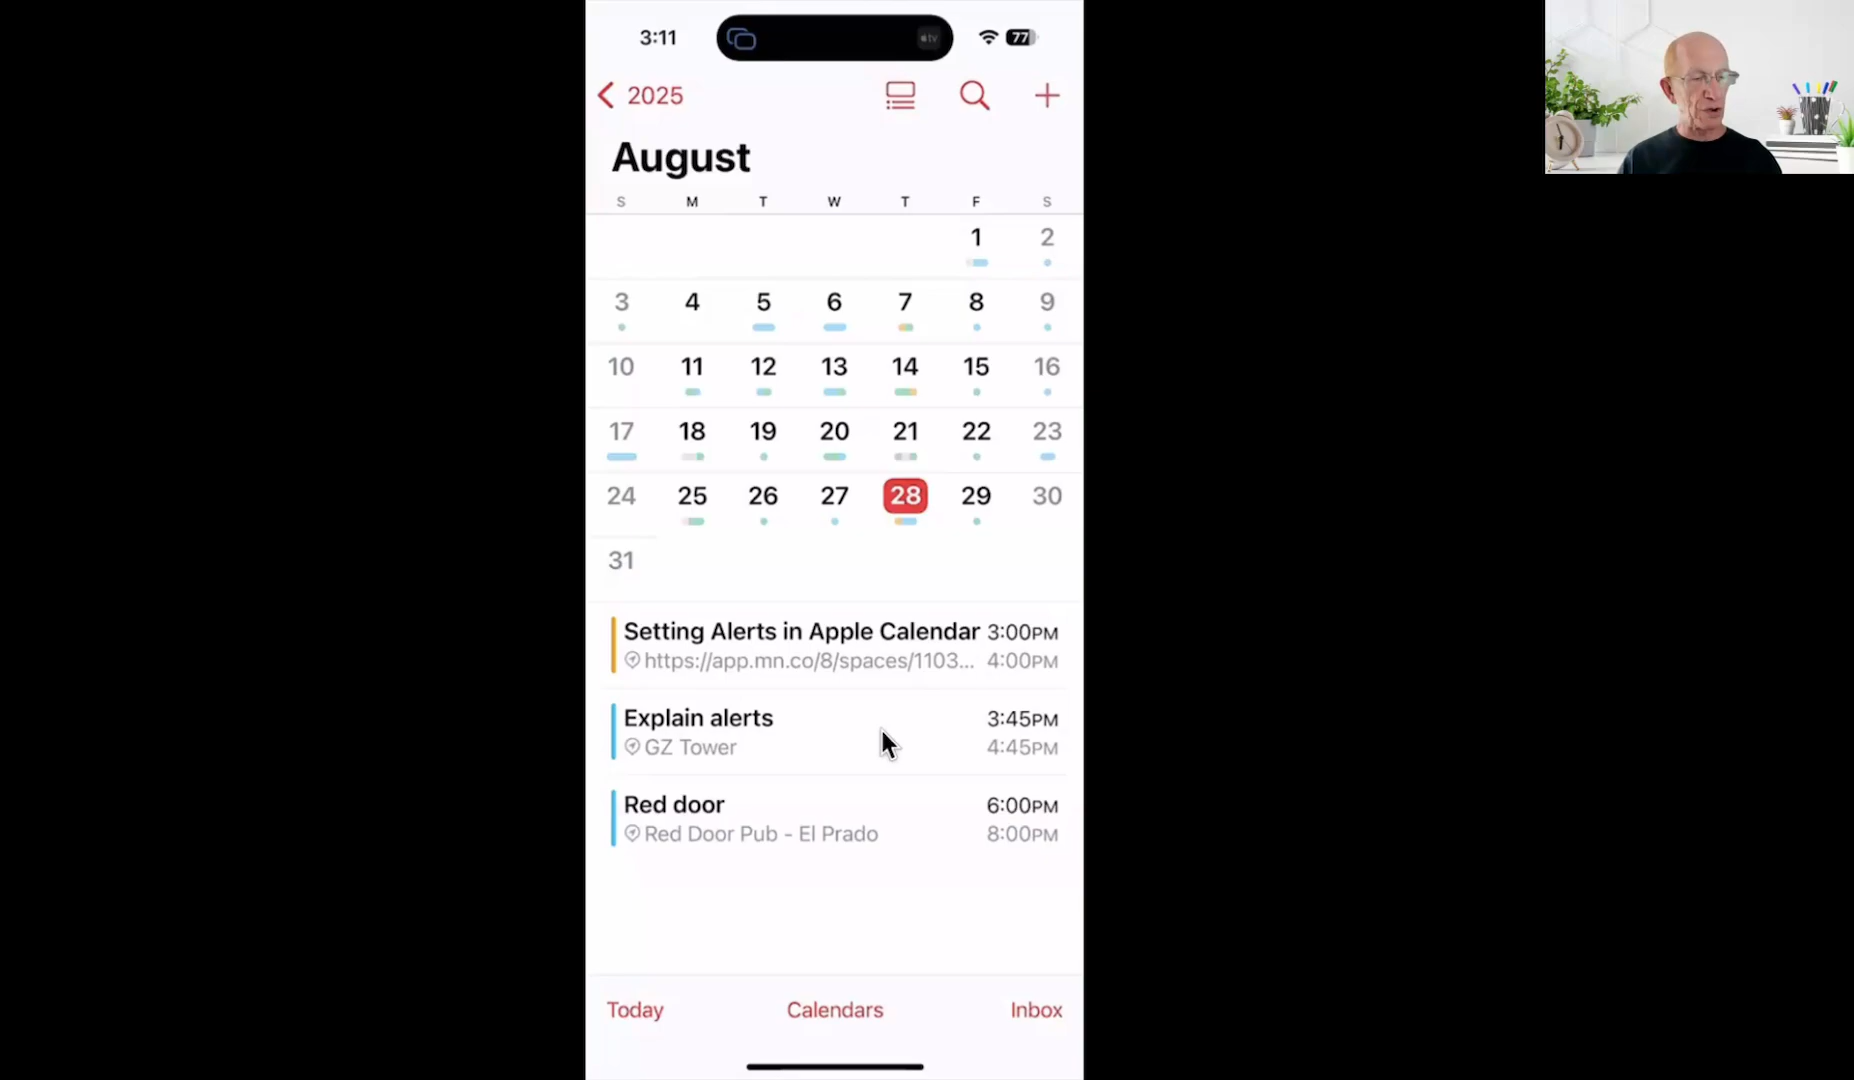 3:11
tv
77
2025
August
S M T W T F S
1 2
3 4 5 6 7 8 9
10 11 12 13 14 15 16
17 18 19 20 21 22 23
24 25 26 27 28 29 30
31
Setting Alerts in Apple Calendar 3:00PM
https://app.mn.co/8/spaces/1103... 4:00PM
Explain alerts 3:45PM
GZ Tower 4:45PM
Red door 6:00PM
Red Door Pub - El Prado 8:00PM
Today Calendars Inbox